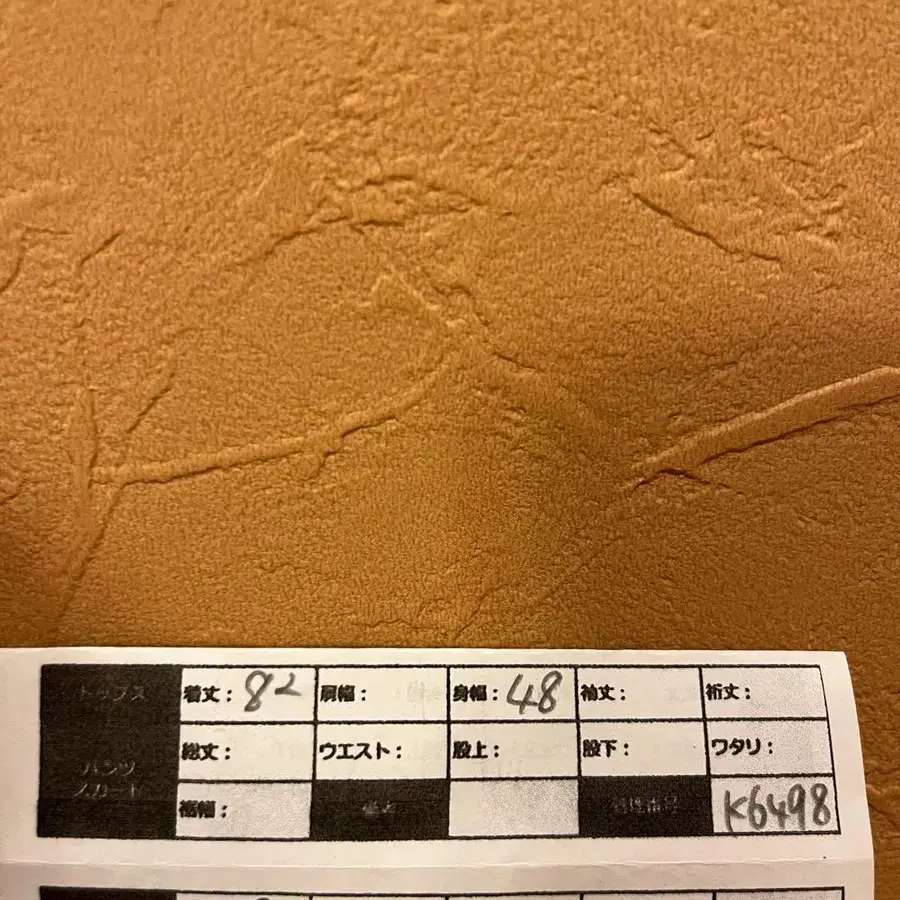 トップス 着丈: 82 肩幅: 身幅: 48 袖丈: 裄丈:
パンツ 総丈: ウエスト: 股上: 股下: ワタリ:
スカート 裾幅: K6498